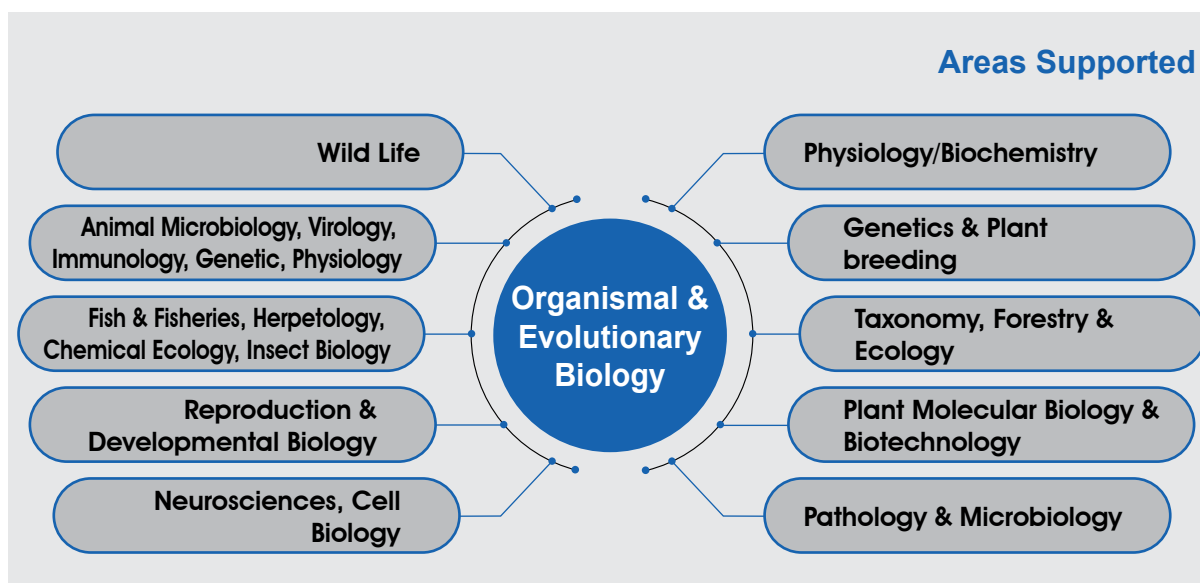 Areas Supported
Wild Life
Animal Microbiology, Virology,
Immunology, Genetic, Physiology
Fish & Fisheries, Herpetology,
Chemical Ecology, Insect Biology
Reproduction &
Developmental Biology
Neurosciences, Cell
Biology
Organismal &
Evolutionary
Biology
Physiology/Biochemistry
Genetics & Plant
breeding
Taxonomy, Forestry &
Ecology
Plant Molecular Biology &
Biotechnology
Pathology & Microbiology